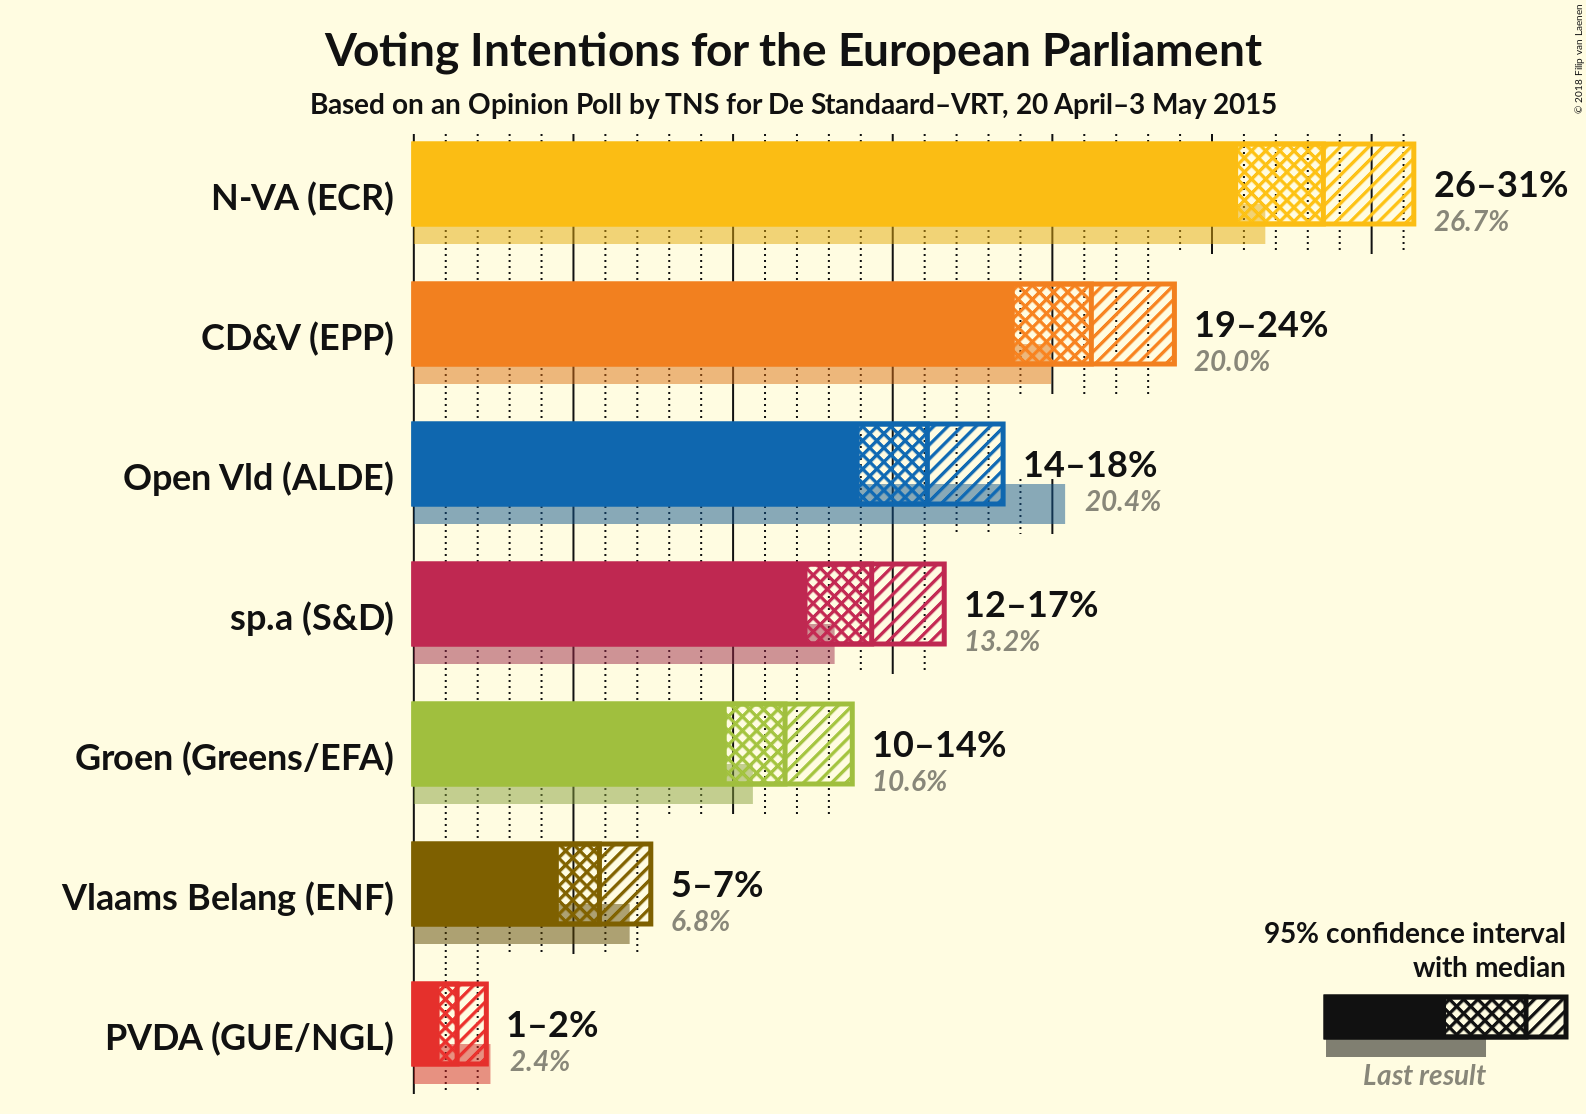 Voting Intentions for the European Parliament
Based on an Opinion Poll by TNS for De Standaard–VRT, 20 April–3 May 2015
© 2018 Filip van Laenen
N-VA (ECR)
26–31%
26.7%
CD&V (EPP)
19–24%
20.0%
Open Vld (ALDE)
14–18%
20.4%
sp.a (S&D)
12–17%
13.2%
Groen (Greens/EFA)
10–14%
10.6%
Vlaams Belang (ENF)
5–7%
6.8%
PVDA (GUE/NGL)
1–2%
2.4%
95% confidence interval
with median
Last result